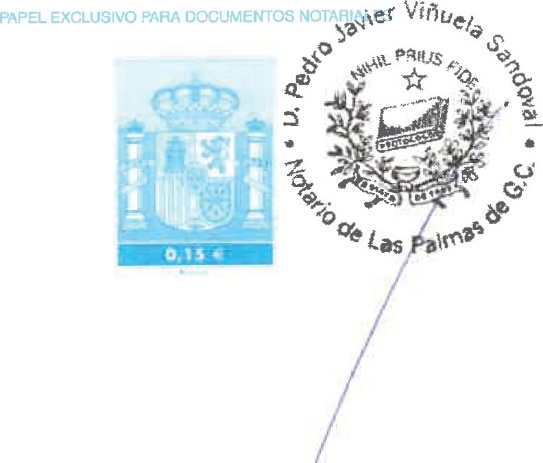 PAPEL EXCLUSIVO PARA DOCUMENTOS NOTARIALES
D. Pedro Javier Viñuela Sandoval
NIHIL PRIUS FIDE
PROTOCOLO
Notario de Las Palmas de G.C.
0,15 €